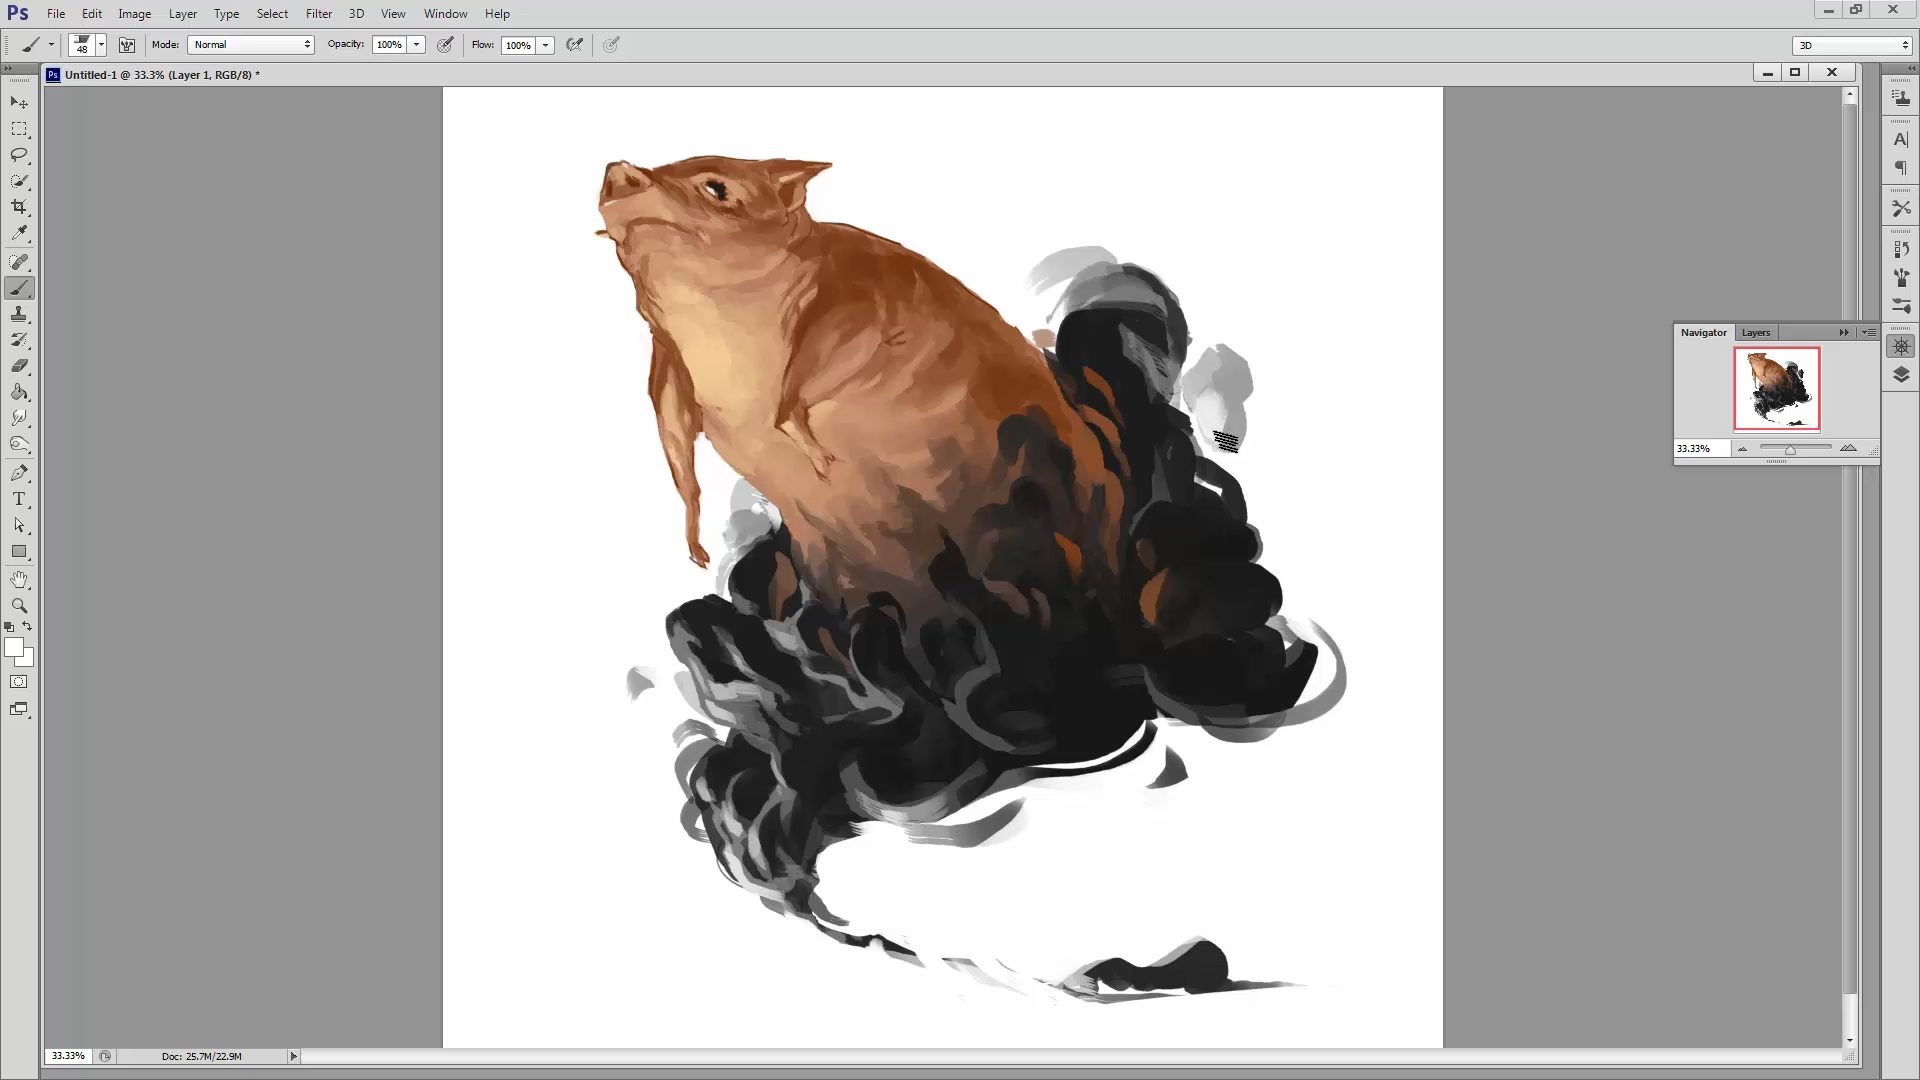 Ps File Edit Image Layer Type Select Filter 3D View Window Help
48 Mode: Normal Opacity: 100% Flow: 100% 3D
Ps Untitled-1 @ 33.3% (Layer 1, RGB/8) *
Navigator Layers
33.33%
33.33% Doc: 25.7M/22.9M